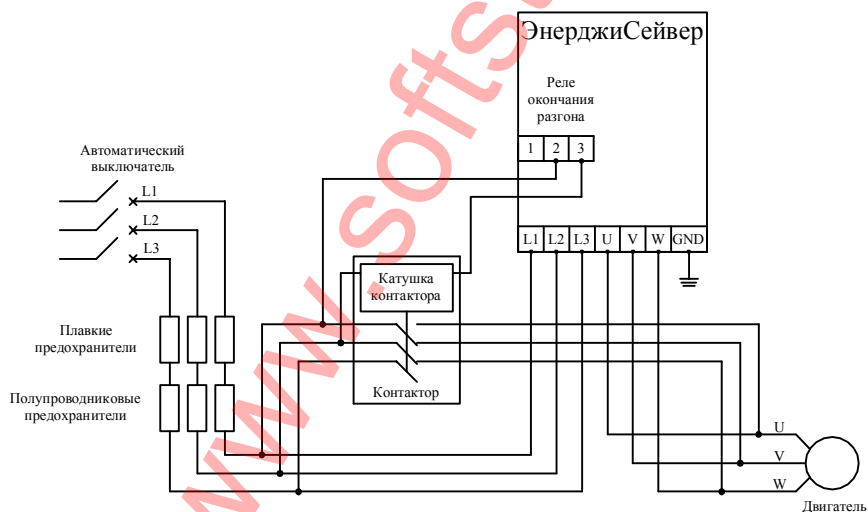 ЭнерджиСейвер
Реле
окончания
разгона
1 2 3
Автоматический
выключатель
L1
L2
L3
L1 L2 L3 U V W GND
Катушка
контактора
Плавкие
предохранители
Контактор
Полупроводниковые
предохранители
U
V
W
Двигатель
www.softs